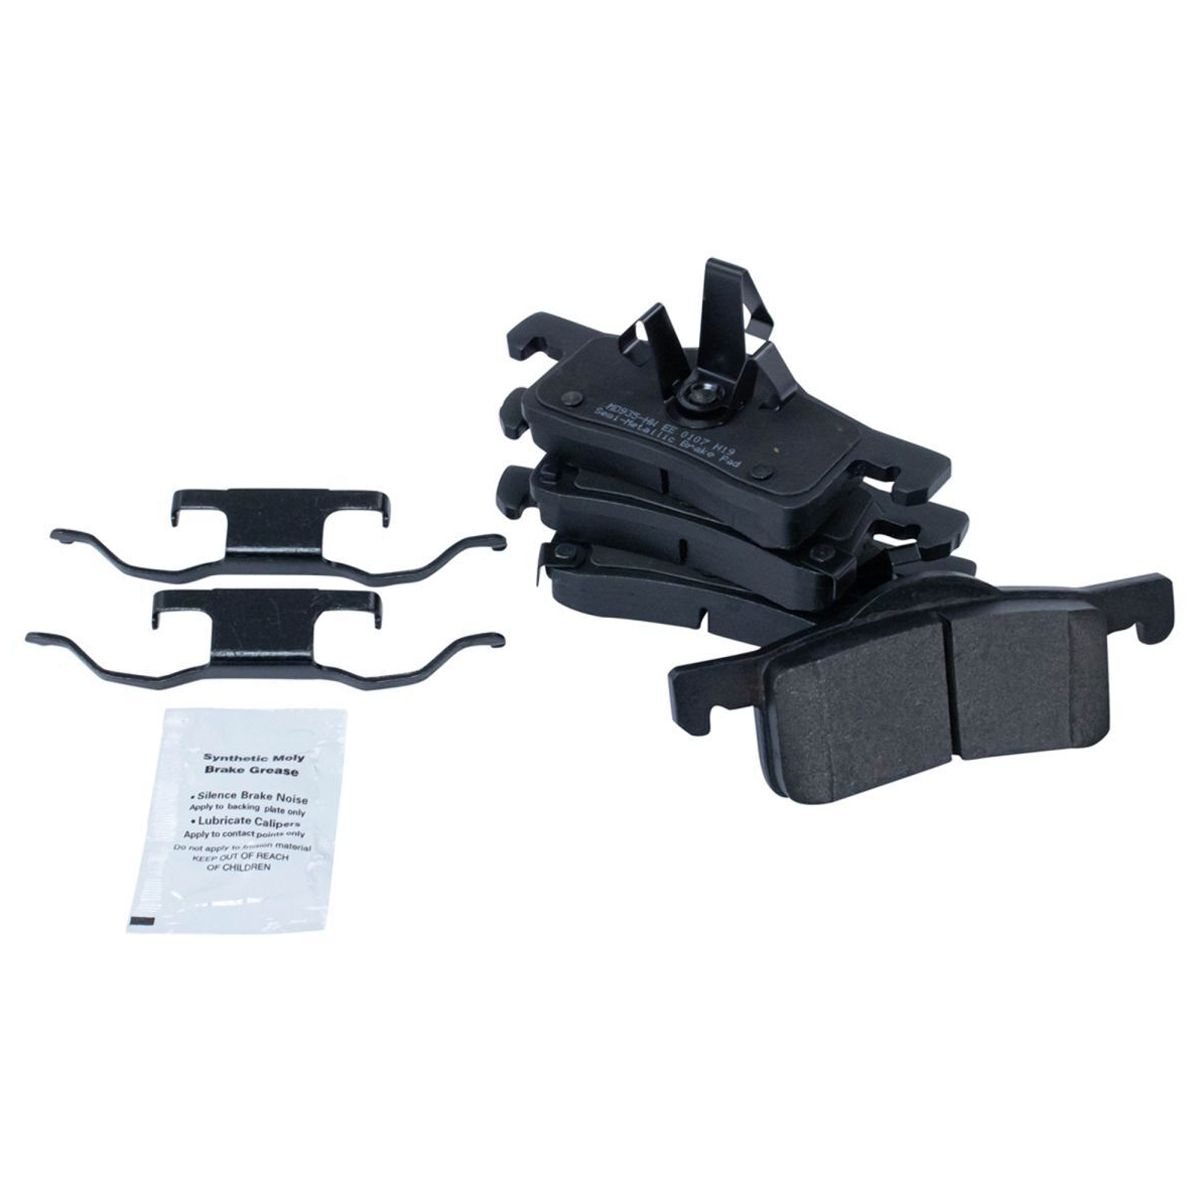 MD935-HW EE 0107 H19
Semi-Metallic Brake Pad
Synthetic Moly
Brake Grease
• Silence Brake Noise
Apply to backing plate only
• Lubricate Calipers
Apply to contact points only
Do not apply to friction material
KEEP OUT OF REACH
OF CHILDREN